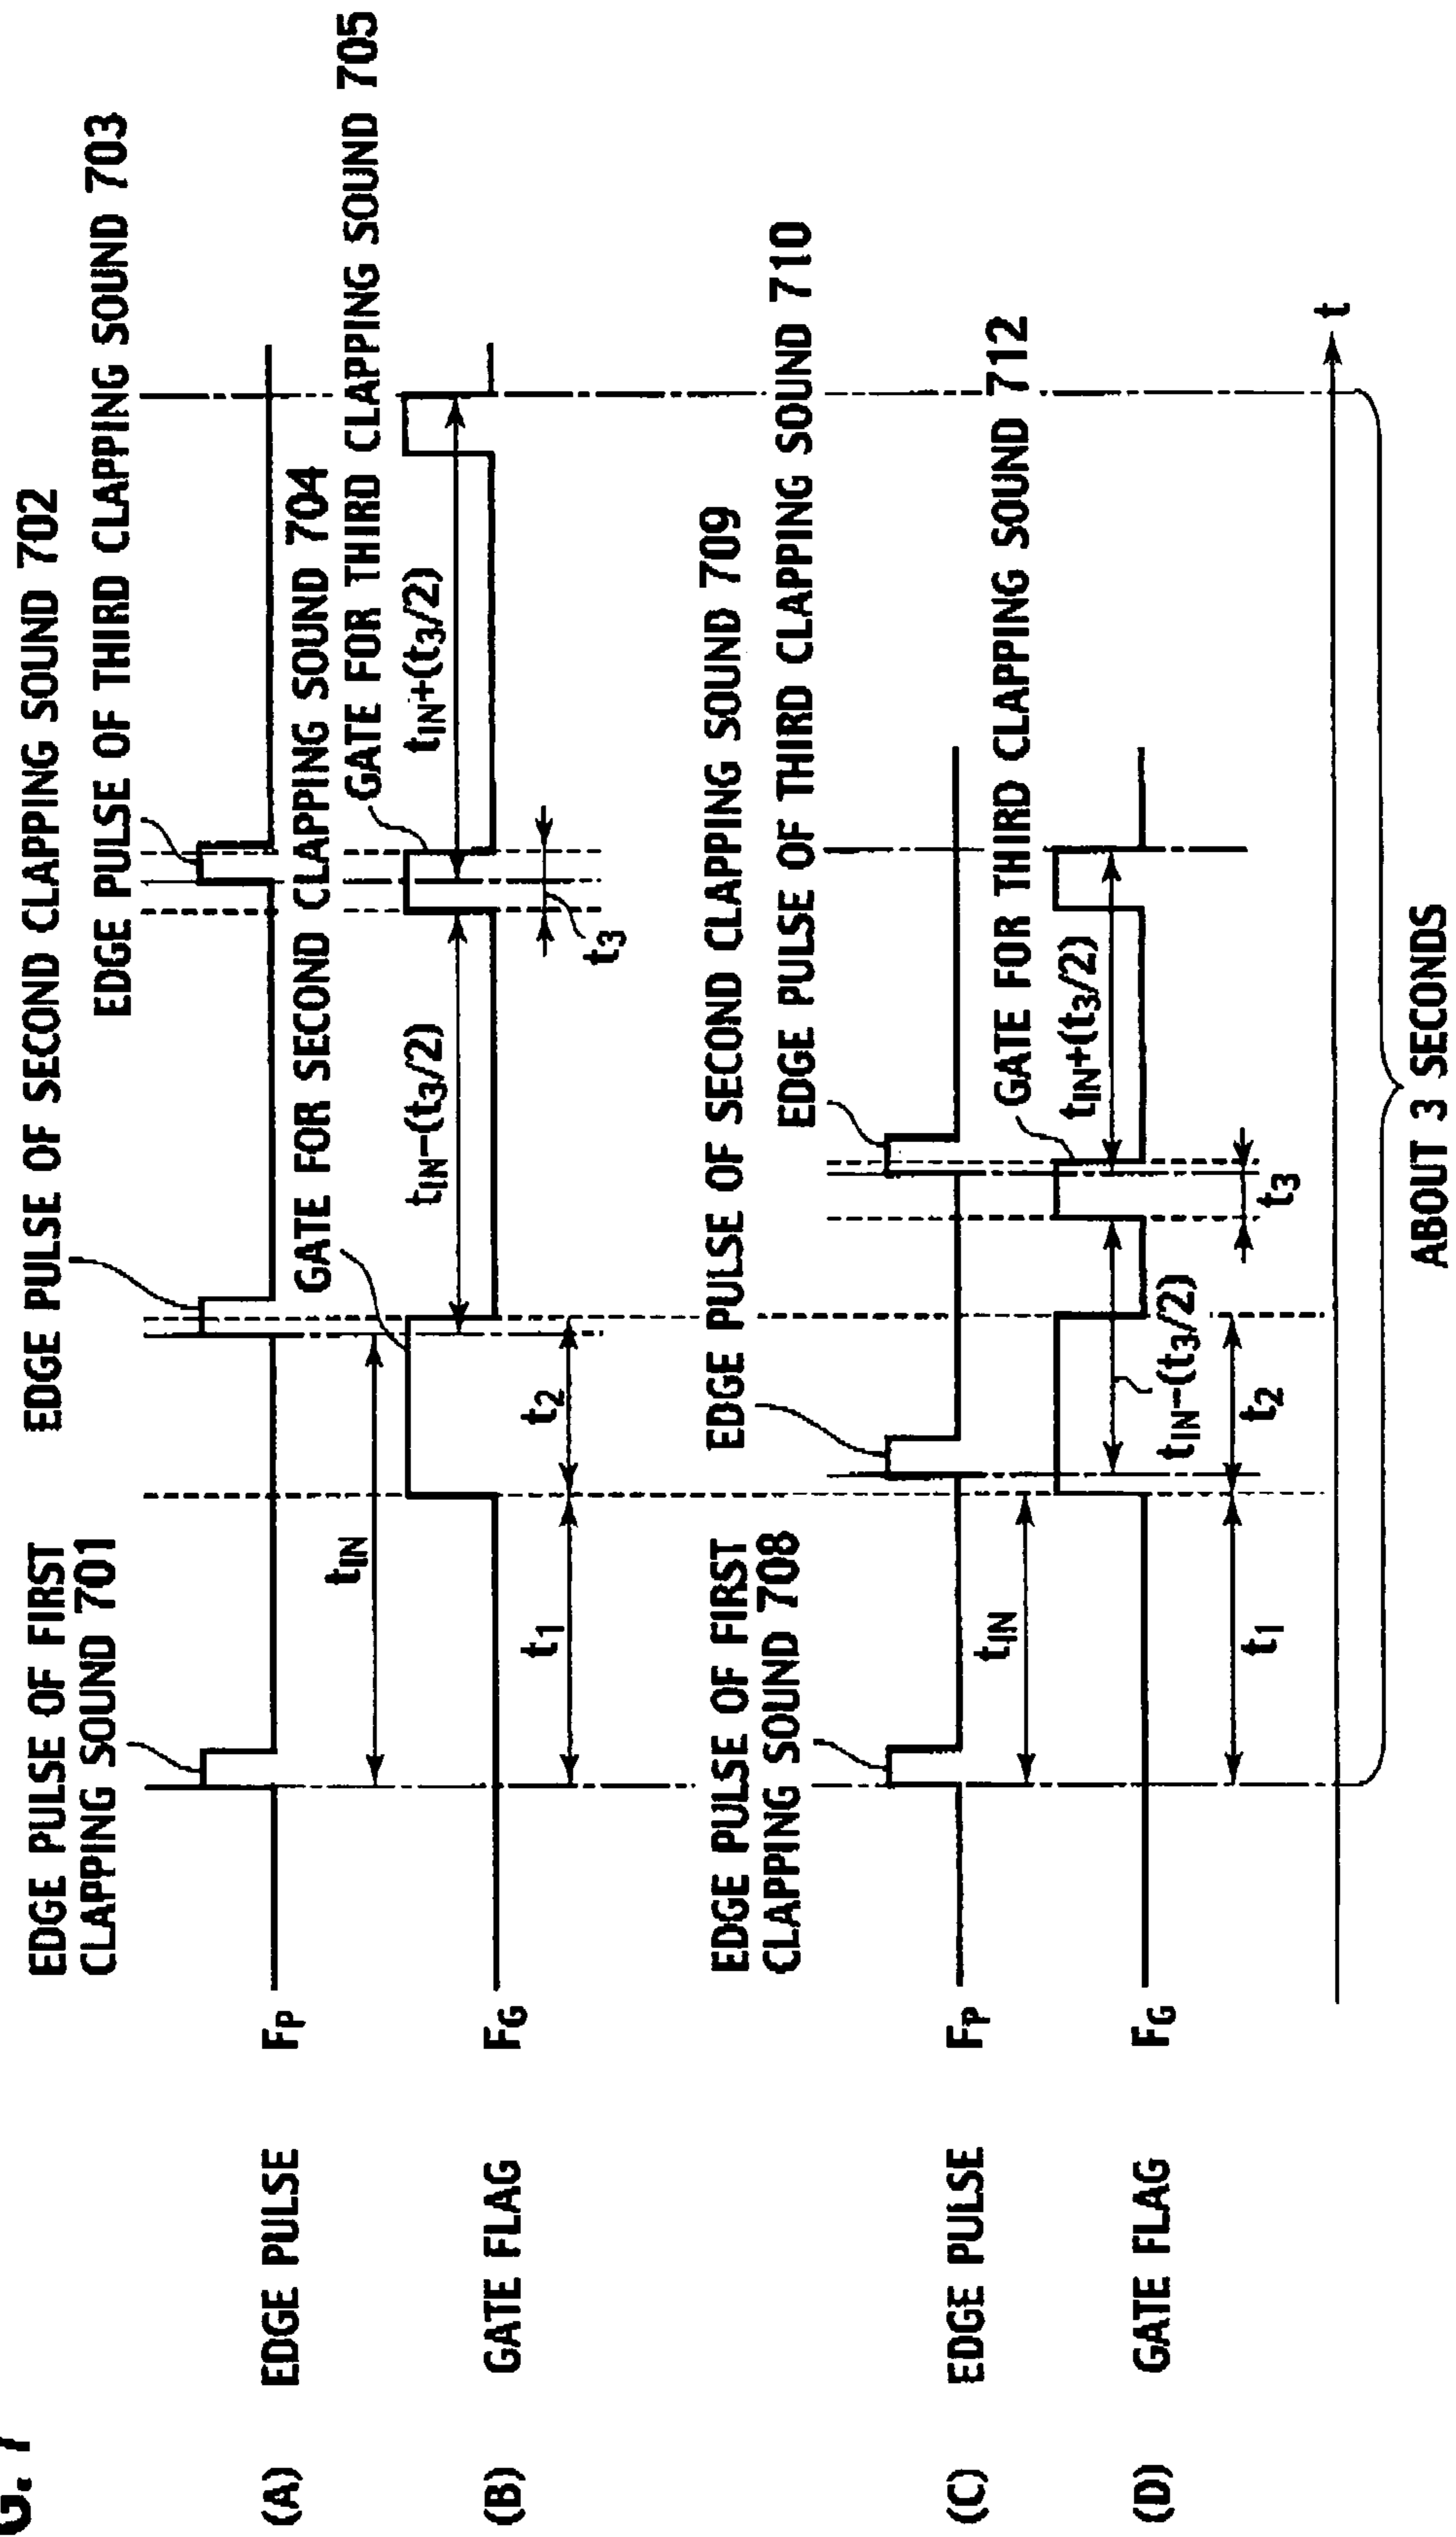 G. 7
EDGE PULSE OF FIRST
CLAPPING SOUND 701
EDGE PULSE OF SECOND CLAPPING SOUND 702
EDGE PULSE OF THIRD CLAPPING SOUND 703
(A) EDGE PULSE FP
tIN
GATE FOR SECOND CLAPPING SOUND 704
GATE FOR THIRD CLAPPING SOUND 705
tIN-(t3/2)
tIN+(t3/2)
(B) GATE FLAG FG
t1
t2
t3
EDGE PULSE OF FIRST
CLAPPING SOUND 708
EDGE PULSE OF SECOND CLAPPING SOUND 709
EDGE PULSE OF THIRD CLAPPING SOUND 710
(C) EDGE PULSE FP
tIN
GATE FOR THIRD CLAPPING SOUND 712
tIN+(t3/2)
(D) GATE FLAG FG
tIN-(t3/2)
t1
t2
t3
t
ABOUT 3 SECONDS